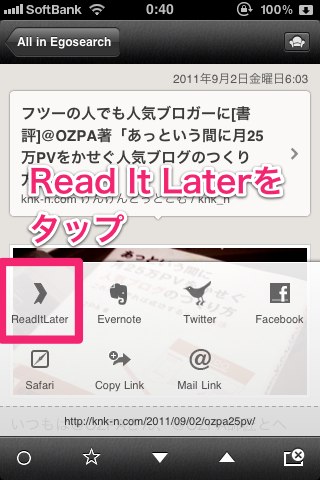 SoftBank 0:40 100%
All in Egosearch
2011年9月2日金曜日6:03
フツーの人でも人気ブロガーに[書
評]@OZPA著「あっという間に月25
万PVをかせぐ人気ブログのつくり
方
Read It Laterを
タップ
knk-n.com
/ knk_n
ReadItLater Evernote Twitter Facebook
Safari Copy Link Mail Link
http://knk-n.com/2011/09/02/ozpa25pv/